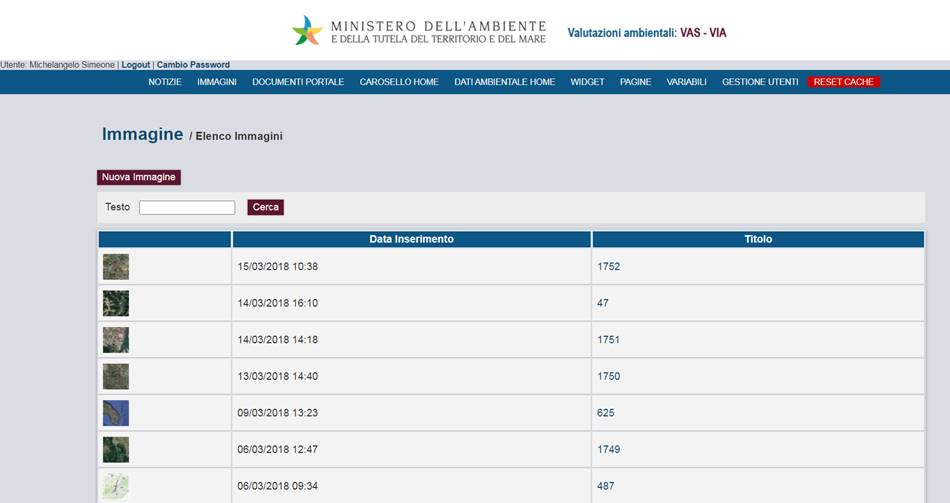 MINISTERO DELL'AMBIENTE
E DELLA TUTELA DEL TERRITORIO E DEL MARE
Valutazioni ambientali: VAS - VIA
Utente: Michelangelo Simeone | Logout | Cambio Password
NOTIZIE IMMAGINI DOCUMENTI PORTALE CAROSELLO HOME DATI AMBIENTALE HOME WIDGET PAGINE VARIABILI GESTIONE UTENTI RESET CACHE
Immagine / Elenco Immagini
Nuova Immagine
Testo Cerca
Data Inserimento Titolo
15/03/2018 10:38 1752
14/03/2018 16:10 47
14/03/2018 14:18 1751
13/03/2018 14:40 1750
09/03/2018 13:23 625
06/03/2018 12:47 1749
06/03/2018 09:34 487